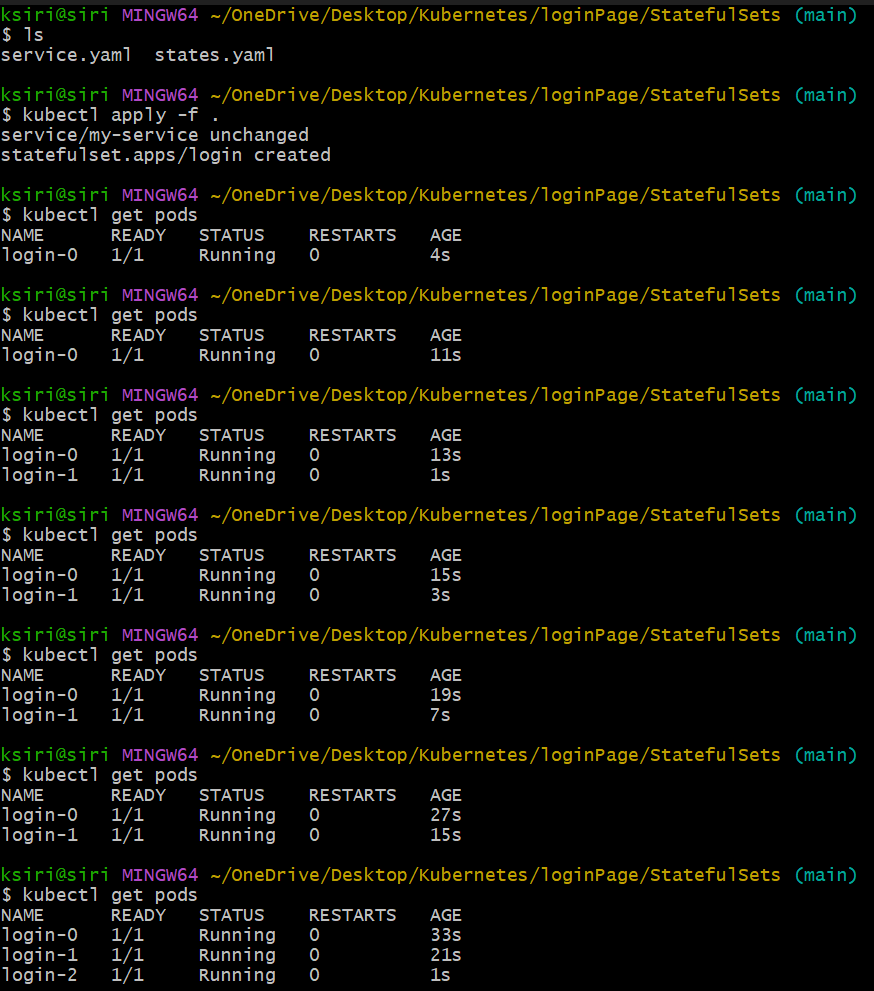 ksiri@siri MINGW64 ~/OneDrive/Desktop/Kubernetes/loginPage/StatefulSets (main)
$ ls
service.yaml  states.yaml

ksiri@siri MINGW64 ~/OneDrive/Desktop/Kubernetes/loginPage/StatefulSets (main)
$ kubectl apply -f .
service/my-service unchanged
statefulset.apps/login created

ksiri@siri MINGW64 ~/OneDrive/Desktop/Kubernetes/loginPage/StatefulSets (main)
$ kubectl get pods
NAME      READY   STATUS    RESTARTS   AGE
login-0   1/1     Running   0          4s

ksiri@siri MINGW64 ~/OneDrive/Desktop/Kubernetes/loginPage/StatefulSets (main)
$ kubectl get pods
NAME      READY   STATUS    RESTARTS   AGE
login-0   1/1     Running   0          11s

ksiri@siri MINGW64 ~/OneDrive/Desktop/Kubernetes/loginPage/StatefulSets (main)
$ kubectl get pods
NAME      READY   STATUS    RESTARTS   AGE
login-0   1/1     Running   0          13s
login-1   1/1     Running   0          1s

ksiri@siri MINGW64 ~/OneDrive/Desktop/Kubernetes/loginPage/StatefulSets (main)
$ kubectl get pods
NAME      READY   STATUS    RESTARTS   AGE
login-0   1/1     Running   0          15s
login-1   1/1     Running   0          3s

ksiri@siri MINGW64 ~/OneDrive/Desktop/Kubernetes/loginPage/StatefulSets (main)
$ kubectl get pods
NAME      READY   STATUS    RESTARTS   AGE
login-0   1/1     Running   0          19s
login-1   1/1     Running   0          7s

ksiri@siri MINGW64 ~/OneDrive/Desktop/Kubernetes/loginPage/StatefulSets (main)
$ kubectl get pods
NAME      READY   STATUS    RESTARTS   AGE
login-0   1/1     Running   0          27s
login-1   1/1     Running   0          15s

ksiri@siri MINGW64 ~/OneDrive/Desktop/Kubernetes/loginPage/StatefulSets (main)
$ kubectl get pods
NAME      READY   STATUS    RESTARTS   AGE
login-0   1/1     Running   0          33s
login-1   1/1     Running   0          21s
login-2   1/1     Running   0          1s